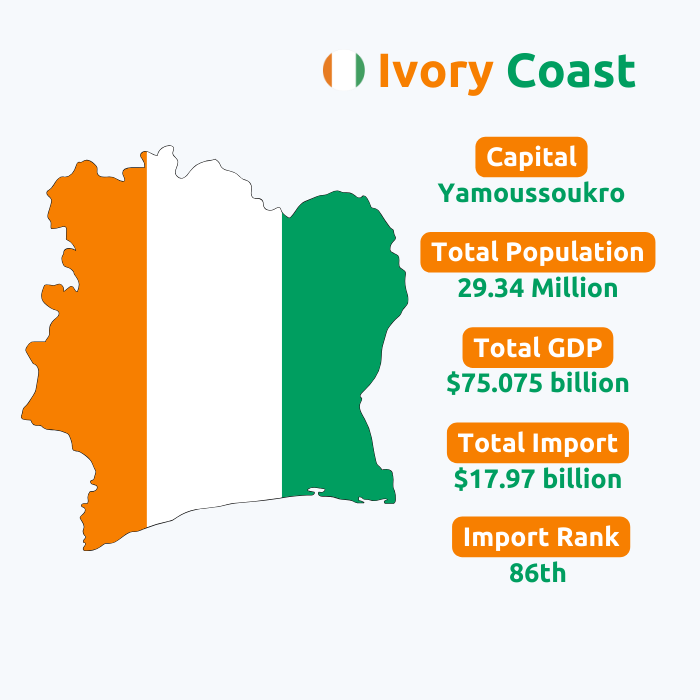 Ivory Coast
Capital
Yamoussoukro
Total Population
29.34 Million
Total GDP
$75.075 billion
Total Import
$17.97 billion
Import Rank
86th